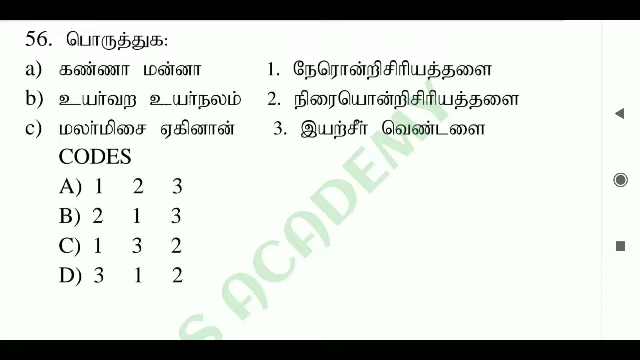 56. பொருத்துக:
a) கண்ணா மன்னா 1. நேரொன்றிசிரியத்தளை
b) உயர்வற உயர்நலம் 2. நிரையொன்றிசிரியத்தளை
c) மலர்மிசை ஏகினான் 3. இயற்சீர் வெண்டளை
CODES
A) 1 2 3
B) 2 1 3
C) 1 3 2
D) 3 1 2
S ACADEMY